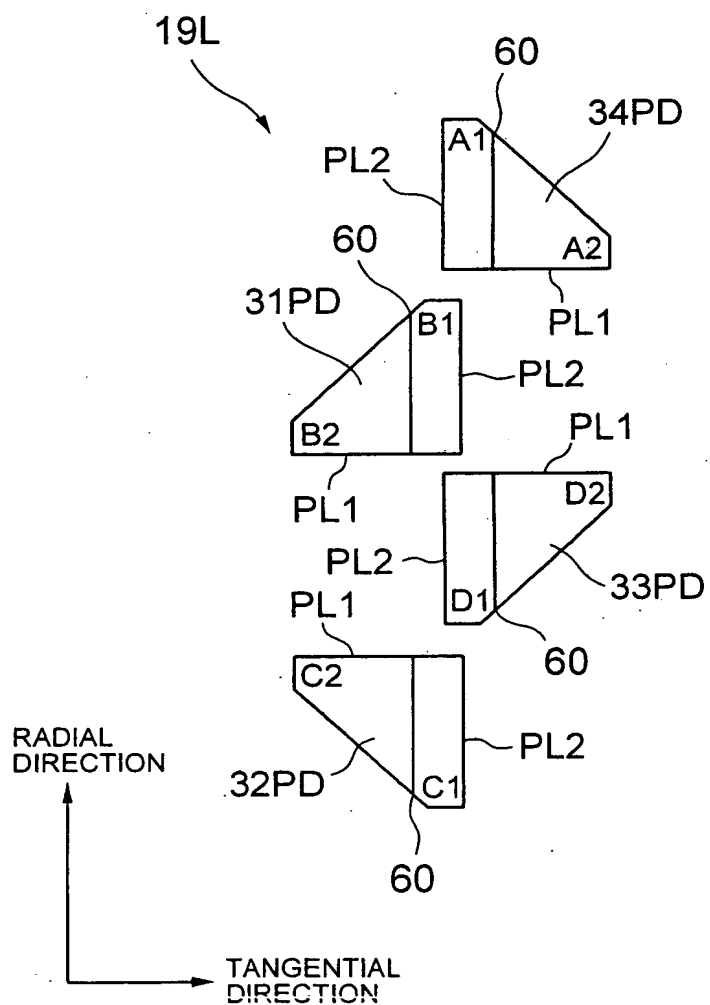 19L
60
34PD
A1
PL2
A2
60
PL1
31PD
B1
PL2
B2
PL1
PL1
D2
PL2
33PD
D1
PL1
60
C2
PL2
RADIAL
DIRECTION
32PD
C1
60
TANGENTIAL
DIRECTION